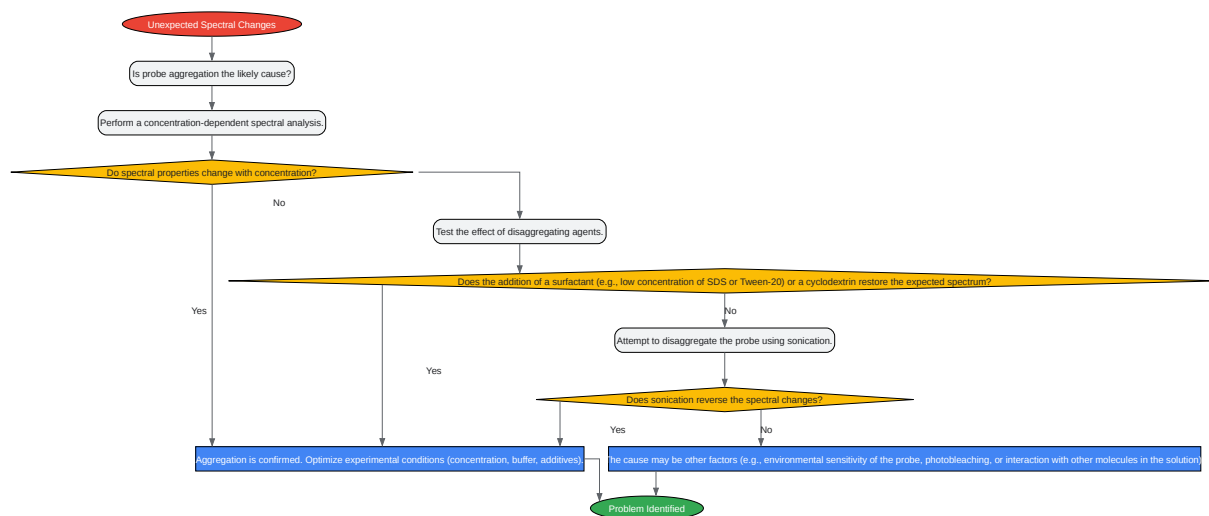 Unexpected Spectral Changes
Is probe aggregation the likely cause?
Perform a concentration-dependent spectral analysis.
Do spectral properties change with concentration?
No
Test the effect of disaggregating agents.
Does the addition of a surfactant (e.g., low concentration of SDS or Tween-20) or a cyclodextrin restore the expected spectrum?
Yes
No
Attempt to disaggregate the probe using sonication.
Yes
Does sonication reverse the spectral changes?
Yes
No
Aggregation is confirmed. Optimize experimental conditions (concentration, buffer, additives).
The cause may be other factors (e.g., environmental sensitivity of the probe, photobleaching, or interaction with other molecules in the solution)
Problem Identified